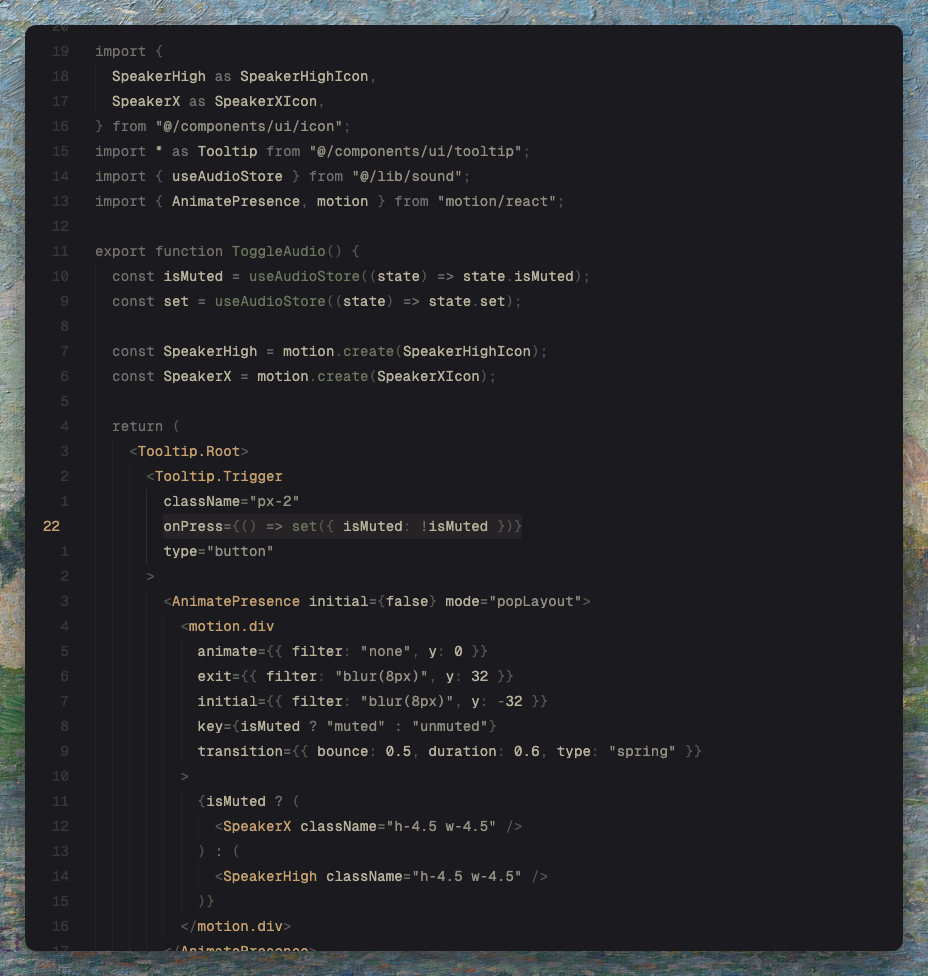 20
19 import {
18   SpeakerHigh as SpeakerHighIcon,
17   SpeakerX as SpeakerXIcon,
16 } from "@/components/ui/icon";
15 import * as Tooltip from "@/components/ui/tooltip";
14 import { useAudioStore } from "@/lib/sound";
13 import { AnimatePresence, motion } from "motion/react";
12
11 export function ToggleAudio() {
10   const isMuted = useAudioStore((state) => state.isMuted);
9   const set = useAudioStore((state) => state.set);
8
7   const SpeakerHigh = motion.create(SpeakerHighIcon);
6   const SpeakerX = motion.create(SpeakerXIcon);
5
4   return (
3     <Tooltip.Root>
2       <Tooltip.Trigger
1         className="px-2"
22         onPress={() => set({ isMuted: !isMuted })}
1         type="button"
2       >
3         <AnimatePresence initial={false} mode="popLayout">
4           <motion.div
5             animate={{ filter: "none", y: 0 }}
6             exit={{ filter: "blur(8px)", y: 32 }}
7             initial={{ filter: "blur(8px)", y: -32 }}
8             key={isMuted ? "muted" : "unmuted"}
9             transition={{ bounce: 0.5, duration: 0.6, type: "spring" }}
10           >
11             {isMuted ? (
12               <SpeakerX className="h-4.5 w-4.5" />
13             ) : (
14               <SpeakerHigh className="h-4.5 w-4.5" />
15             )}
16           </motion.div>
17         </AnimatePresence>